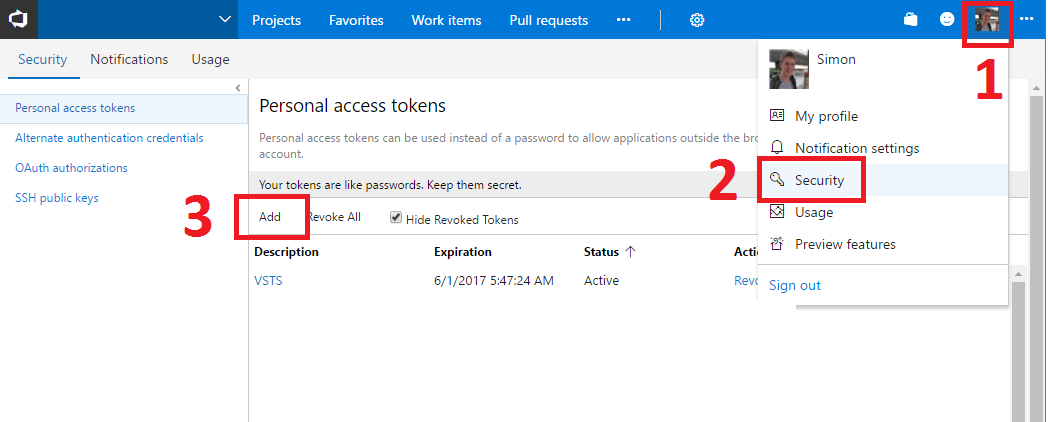 Projects Favorites Work items Pull requests ...
1
Security Notifications Usage
Simon
Personal access tokens
Alternate authentication credentials
OAuth authorizations
SSH public keys
Personal access tokens
Personal access tokens can be used instead of a password to allow applications outside the bro
account.
Your tokens are like passwords. Keep them secret.
3
Add Revoke All Hide Revoked Tokens
Description Expiration Status Acti
VSTS 6/1/2017 5:47:24 AM Active Revo
My profile
Notification settings
2
Security
Usage
Preview features
Sign out